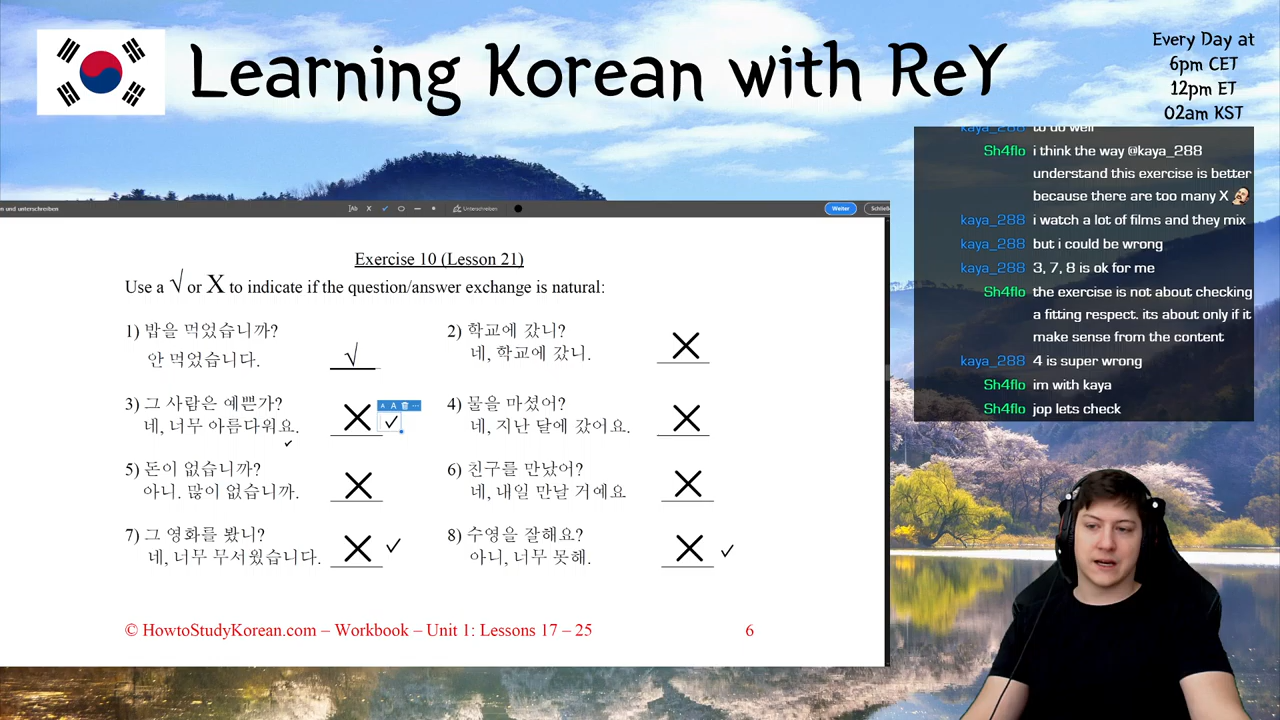 Learning Korean with ReY
Every Day at
6pm CET
12pm ET
02am KST
kaya_288 to do well
Sh4flo i think the way @kaya_288
understand this exercise is better
because there are too many X
kaya_288 i watch a lot of films and they mix
kaya_288 but i could be wrong
kaya_288 3, 7, 8 is ok for me
Sh4flo the exercise is not about checking
a fitting respect. its about only if it
make sense from the content
kaya_288 4 is super wrong
Sh4flo im with kaya
Sh4flo jop lets check
en und unterschreiben
Unterschreiben
Weiter
Exercise 10 (Lesson 21)
Use a √ or X to indicate if the question/answer exchange is natural:
1) 밥을 먹었습니까?
안 먹었습니다. √
2) 학교에 갔니?
네, 학교에 갔니. X
3) 그 사람은 예쁜가?
네, 너무 아름다워요. X ✓
4) 물을 마셨어?
네, 지난 달에 갔어요. X
5) 돈이 없습니까?
아니. 많이 없습니까. X
6) 친구를 만났어?
네, 내일 만날 거예요. X
7) 그 영화를 봤니?
네, 너무 무서웠습니다. X ✓
8) 수영을 잘해요?
아니, 너무 못해. X ✓
© HowtoStudyKorean.com – Workbook – Unit 1: Lessons 17 – 25
6